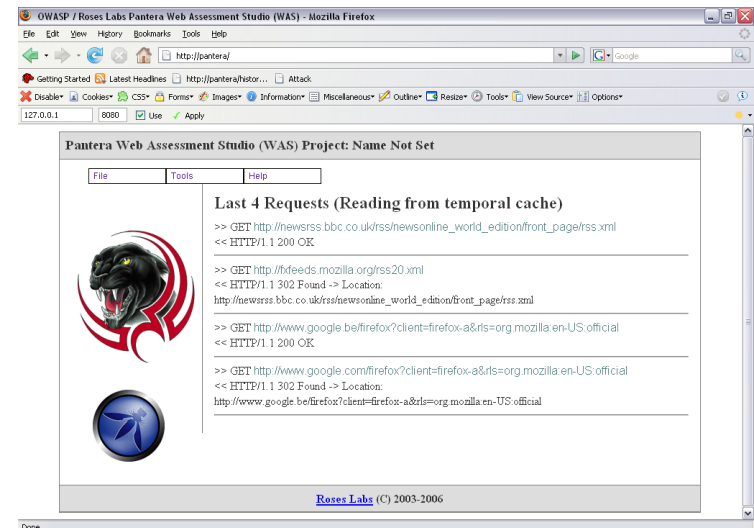 OWASP / Roses Labs Pantera Web Assessment Studio (WAS) - Mozilla Firefox
File Edit View History Bookmarks Tools Help
http://pantera/ Google
Getting Started Latest Headlines http://pantera/histor... Attack
Disable Cookies CSS Forms Images Information Miscellaneous Outline Resize Tools View Source Options
127.0.0.1 8080 Use Apply
Pantera Web Assessment Studio (WAS) Project: Name Not Set
File Tools Help
Last 4 Requests (Reading from temporal cache)
>> GET http://newsrss.bbc.co.uk/rss/newsonline_world_edition/front_page/rss.xml
<< HTTP/1.1 200 OK
>> GET http://fxfeeds.mozilla.org/rss20.xml
<< HTTP/1.1 302 Found -> Location:
http://newsrss.bbc.co.uk/rss/newsonline_world_edition/front_page/rss.xml
>> GET http://www.google.be/firefox?client=firefox-a&rls=org.mozilla:en-US:official
<< HTTP/1.1 200 OK
>> GET http://www.google.com/firefox?client=firefox-a&rls=org.mozilla:en-US:official
<< HTTP/1.1 302 Found -> Location:
http://www.google.be/firefox?client=firefox-a&rls=org.mozilla:en-US:official
Roses Labs (C) 2003-2006
Done